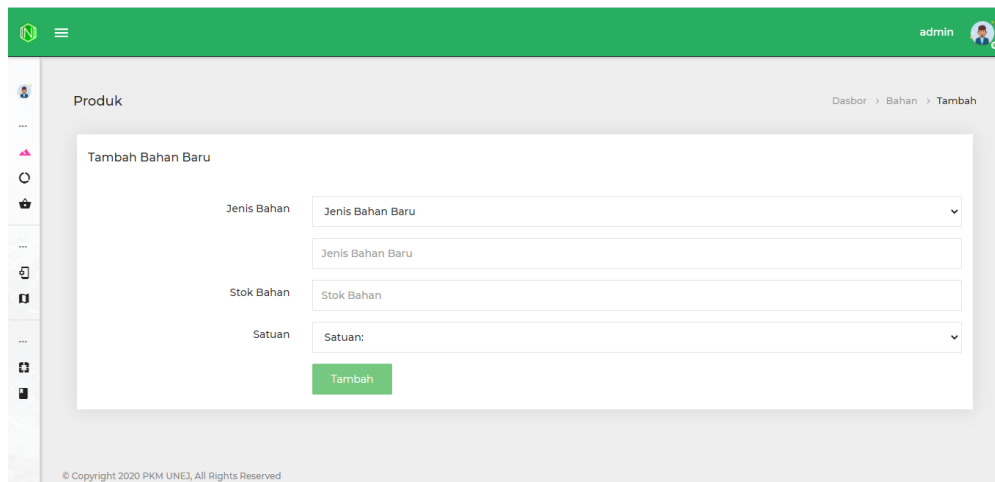 admin
Produk
Dasbor > Bahan > Tambah
Tambah Bahan Baru
Jenis Bahan
Jenis Bahan Baru
Jenis Bahan Baru
Stok Bahan
Stok Bahan
Satuan
Satuan:
Tambah
© Copyright 2020 PKM UNEJ, All Rights Reserved